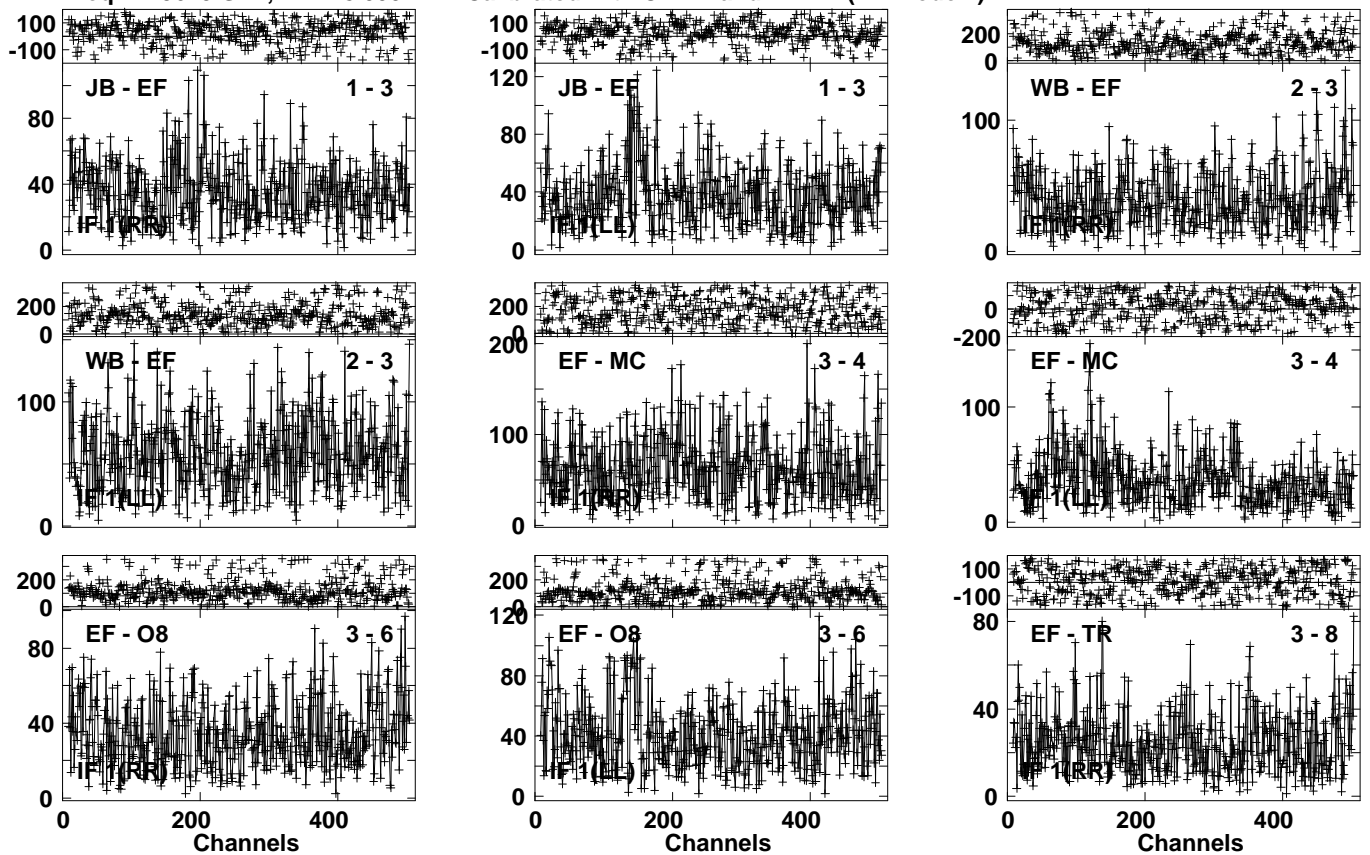 100
-100
JB - EF 1 - 3
80
40
0
IF 1(RR)
100
-100
120
JB - EF 1 - 3
80
40
0
IF 1(LL)
200
0
WB - EF 2 - 3
100
0
IF 1(RR)
200
0
WB - EF 2 - 3
100
0
IF 1(LL)
200
0
200
EF - MC 3 - 4
100
0
IF 1(RR)
0
-200
EF - MC 3 - 4
100
0
IF 1(LL)
200
0
EF - O8 3 - 6
80
40
0
IF 1(RR)
0 200 400
Channels
200
0
120
EF - O8 3 - 6
80
40
0
IF 1(LL)
0 200 400
Channels
100
-100
80
EF - TR 3 - 8
40
0
IF 1(RR)
0 200 400
Channels